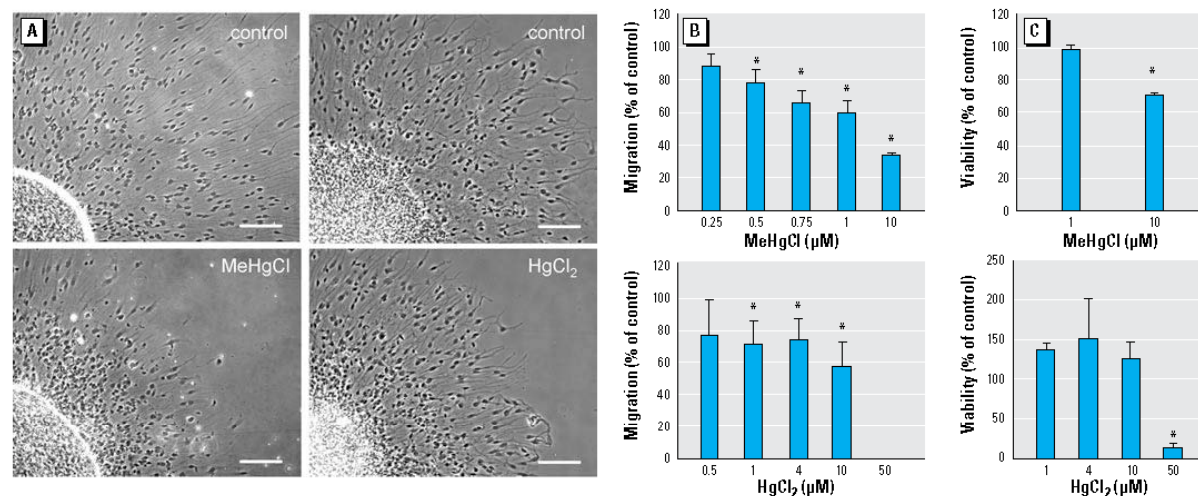 A
control
control
MeHgCl
HgCl₂
B
Migration (% of control)
120
100
80
60
40
20
0
0.25 0.5 0.75 1 10
* * * *
MeHgCl (µM)
C
Viability (% of control)
120
100
80
60
40
20
0
1 10
*
MeHgCl (µM)
Migration (% of control)
120
100
80
60
40
20
0
0.5 1 4 10 50
* * *
HgCl₂ (µM)
Viability (% of control)
250
200
150
100
50
0
1 4 10 50
*
HgCl₂ (µM)